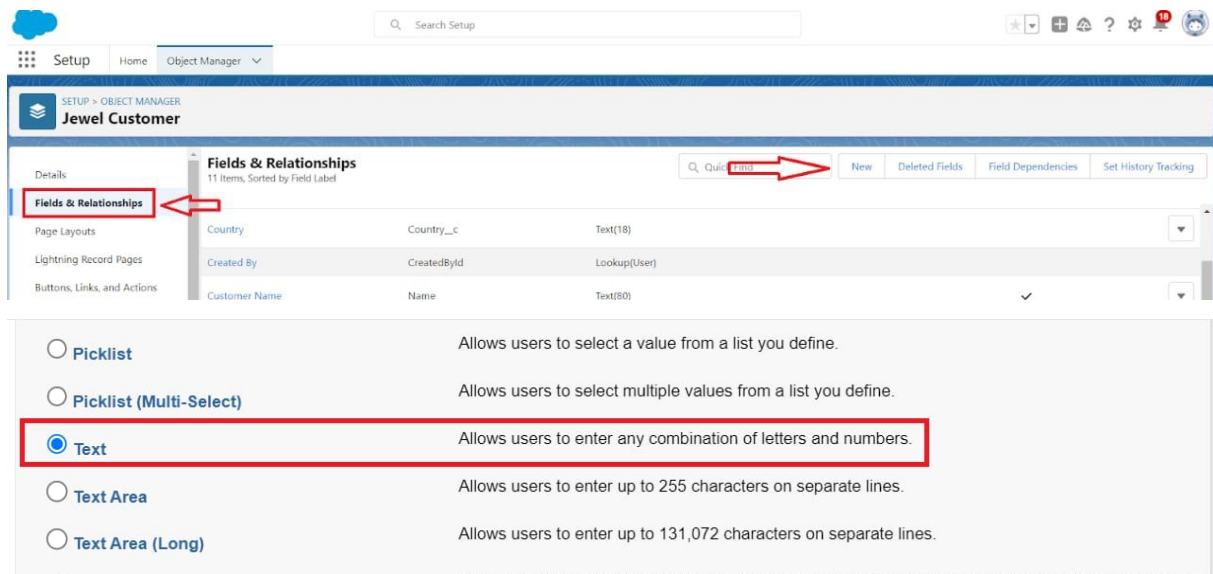 Search Setup
18
Setup Home Object Manager
SETUP > OBJECT MANAGER
Jewel Customer
Details
Fields & Relationships
Page Layouts
Lightning Record Pages
Buttons, Links, and Actions
Fields & Relationships
11 Items, Sorted by Field Label
Quick Find New Deleted Fields Field Dependencies Set History Tracking
Country Country__c Text(18)
Created By CreatedById Lookup(User)
Customer Name Name Text(80)
Picklist Allows users to select a value from a list you define.
Picklist (Multi-Select) Allows users to select multiple values from a list you define.
Text Allows users to enter any combination of letters and numbers.
Text Area Allows users to enter up to 255 characters on separate lines.
Text Area (Long) Allows users to enter up to 131,072 characters on separate lines.